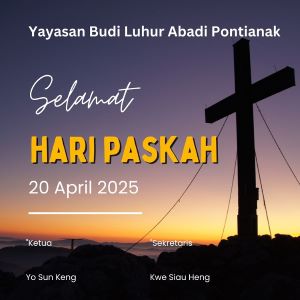 Yayasan Budi Luhur Abadi Pontianak
Selamat
HARI PASKAH
20 April 2025
"Ketua "Sekretaris
Yo Sun Keng Kwe Siau Heng